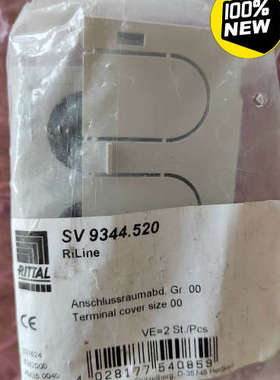 100%
NEW
SV 9344.520
RiLine
RITTAL
Anschlussraumabd. Gr. 00
Terminal cover size 00
CE
VE=2 St./Pcs
4 028177 540859